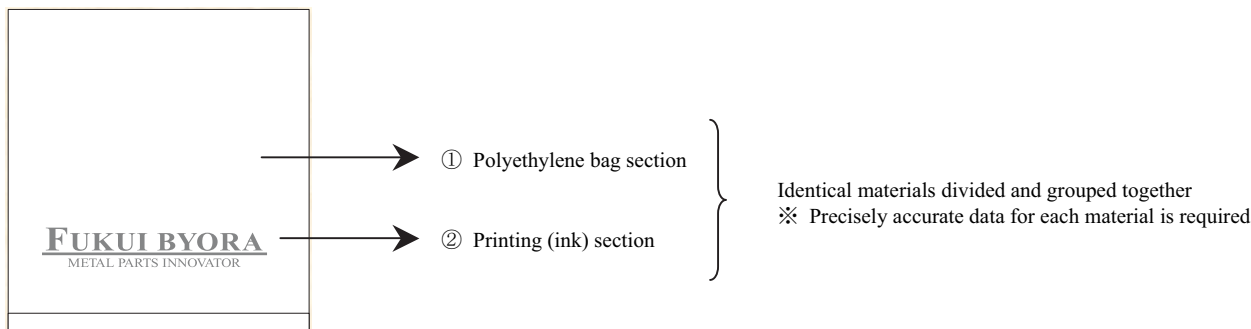 ① Polyethylene bag section
Identical materials divided and grouped together
※ Precisely accurate data for each material is required
FUKUI BYORA
METAL PARTS INNOVATOR
② Printing (ink) section